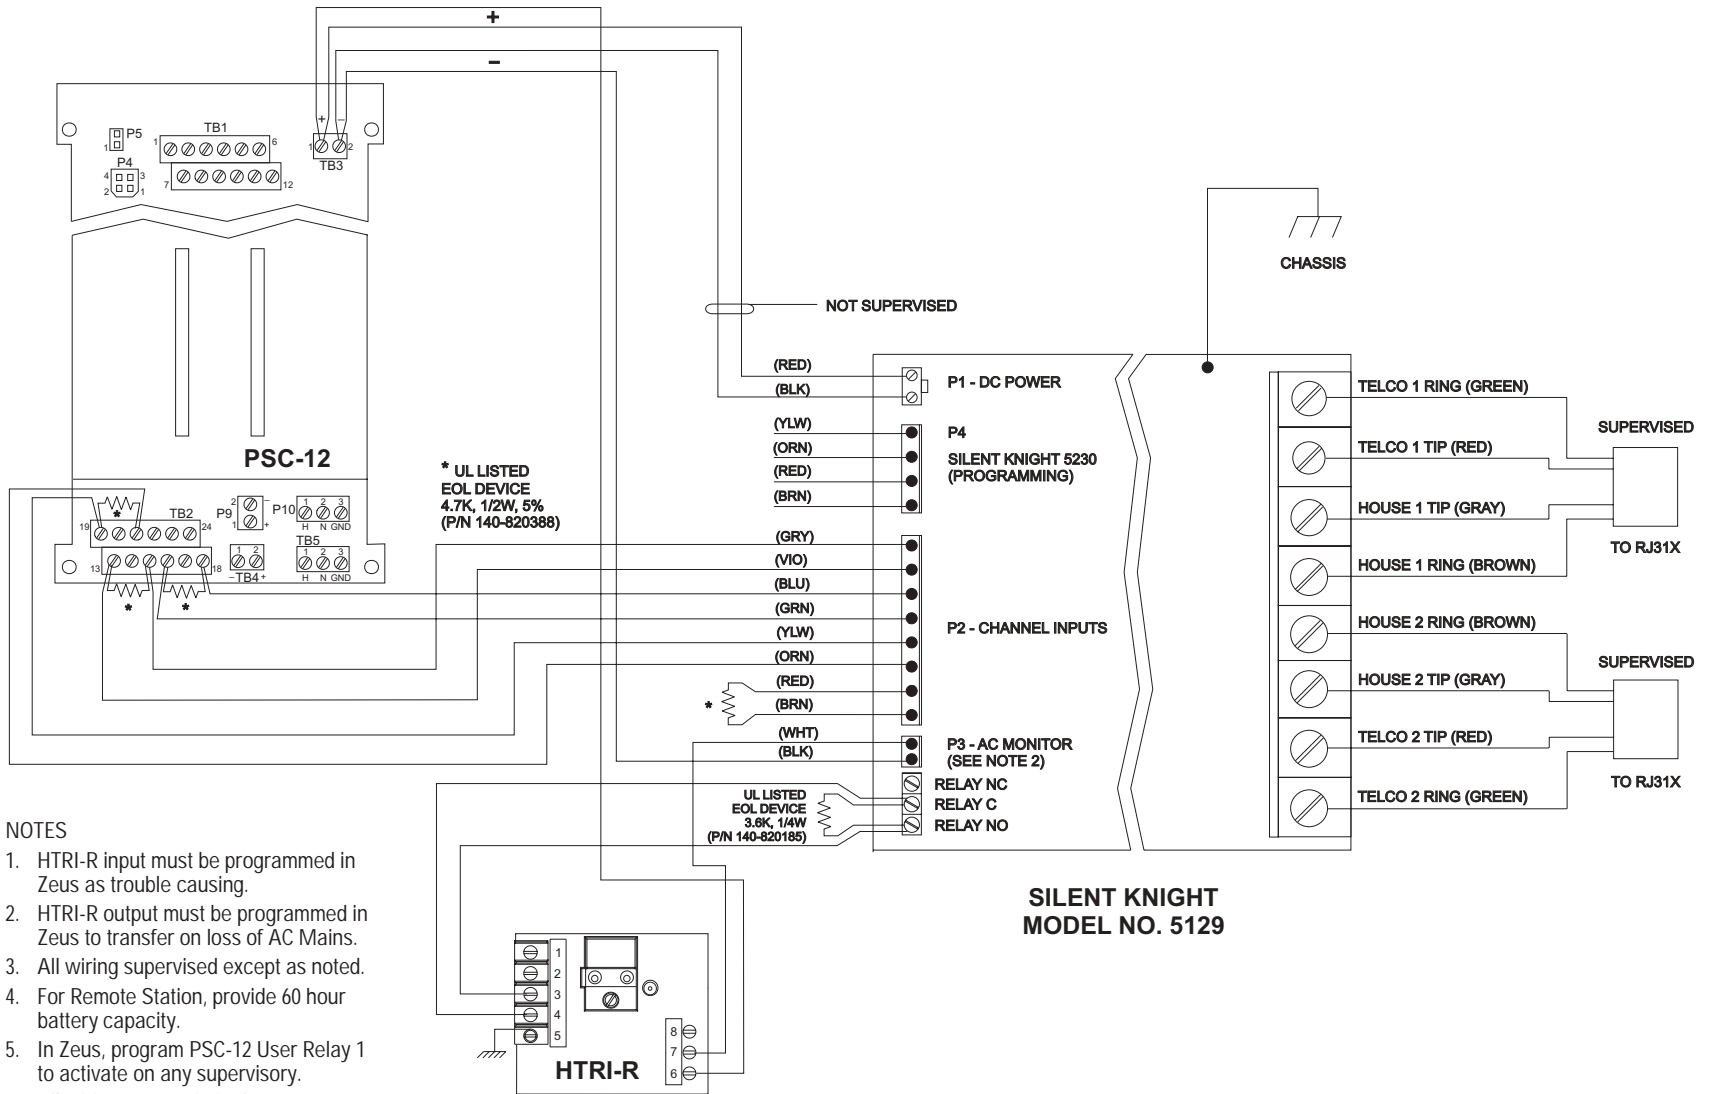 +
–
+ –
P5
1
TB1
1 6
7 12
P4
4 3
2 1
1 2
TB3
CHASSIS
NOT SUPERVISED
PSC-12
* UL LISTED
EOL DEVICE
4.7K, 1/2W, 5%
(P/N 140-820388)
*
19 TB2 24
13 18
* *
P9
2 –
1 +
P10
1 2 3
H N GND
TB5
1 2 3
H N GND
1 2
– TB4 +
(RED)
(BLK)
P1 - DC POWER
(YLW)
(ORN)
(RED)
(BRN)
P4
SILENT KNIGHT 5230
(PROGRAMMING)
(GRY)
(VIO)
(BLU)
(GRN)
(YLW)
(ORN)
(RED)
(BRN)
*
P2 - CHANNEL INPUTS
(WHT)
(BLK)
P3 - AC MONITOR
(SEE NOTE 2)
RELAY NC
RELAY C
RELAY NO
UL LISTED
EOL DEVICE
3.6K, 1/4W
(P/N 140-820185)
TELCO 1 RING (GREEN)
TELCO 1 TIP (RED)
HOUSE 1 TIP (GRAY)
HOUSE 1 RING (BROWN)
SUPERVISED
TO RJ31X
HOUSE 2 RING (BROWN)
HOUSE 2 TIP (GRAY)
TELCO 2 TIP (RED)
TELCO 2 RING (GREEN)
SUPERVISED
TO RJ31X
SILENT KNIGHT
MODEL NO. 5129
1
2
3
4
5
8
7
6
HTRI-R
NOTES
1. HTRI-R input must be programmed in
Zeus as trouble causing.
2. HTRI-R output must be programmed in
Zeus to transfer on loss of AC Mains.
3. All wiring supervised except as noted.
4. For Remote Station, provide 60 hour
battery capacity.
5. In Zeus, program PSC-12 User Relay 1
to activate on any supervisory.